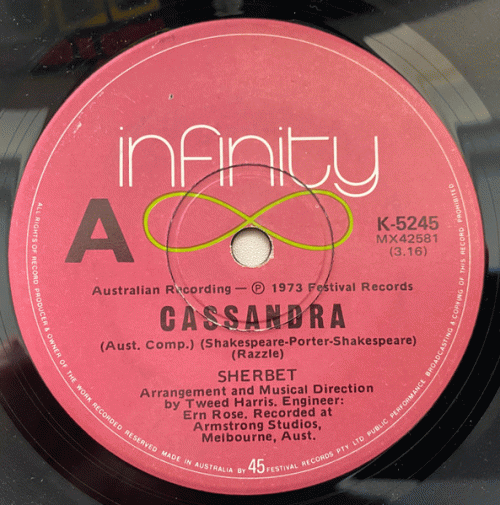 infinity
A
K-5245
MX42581
(3.16)
Australian Recording — Ⓟ 1973 Festival Records
CASSANDRA
(Aust. Comp.) (Shakespeare-Porter-Shakespeare)
(Razzle)
SHERBET
Arrangement and Musical Direction
by Tweed Harris. Engineer:
Ern Rose. Recorded at
Armstrong Studios,
Melbourne, Aust.
ALL RIGHTS OF RECORD PRODUCER & OWNER OF THE WORK RECORDED RESERVED MADE IN AUSTRALIA BY 45 FESTIVAL RECORDS PTY LTD PUBLIC PERFORMANCE BROADCASTING & COPYING OF THIS RECORD PROHIBITED